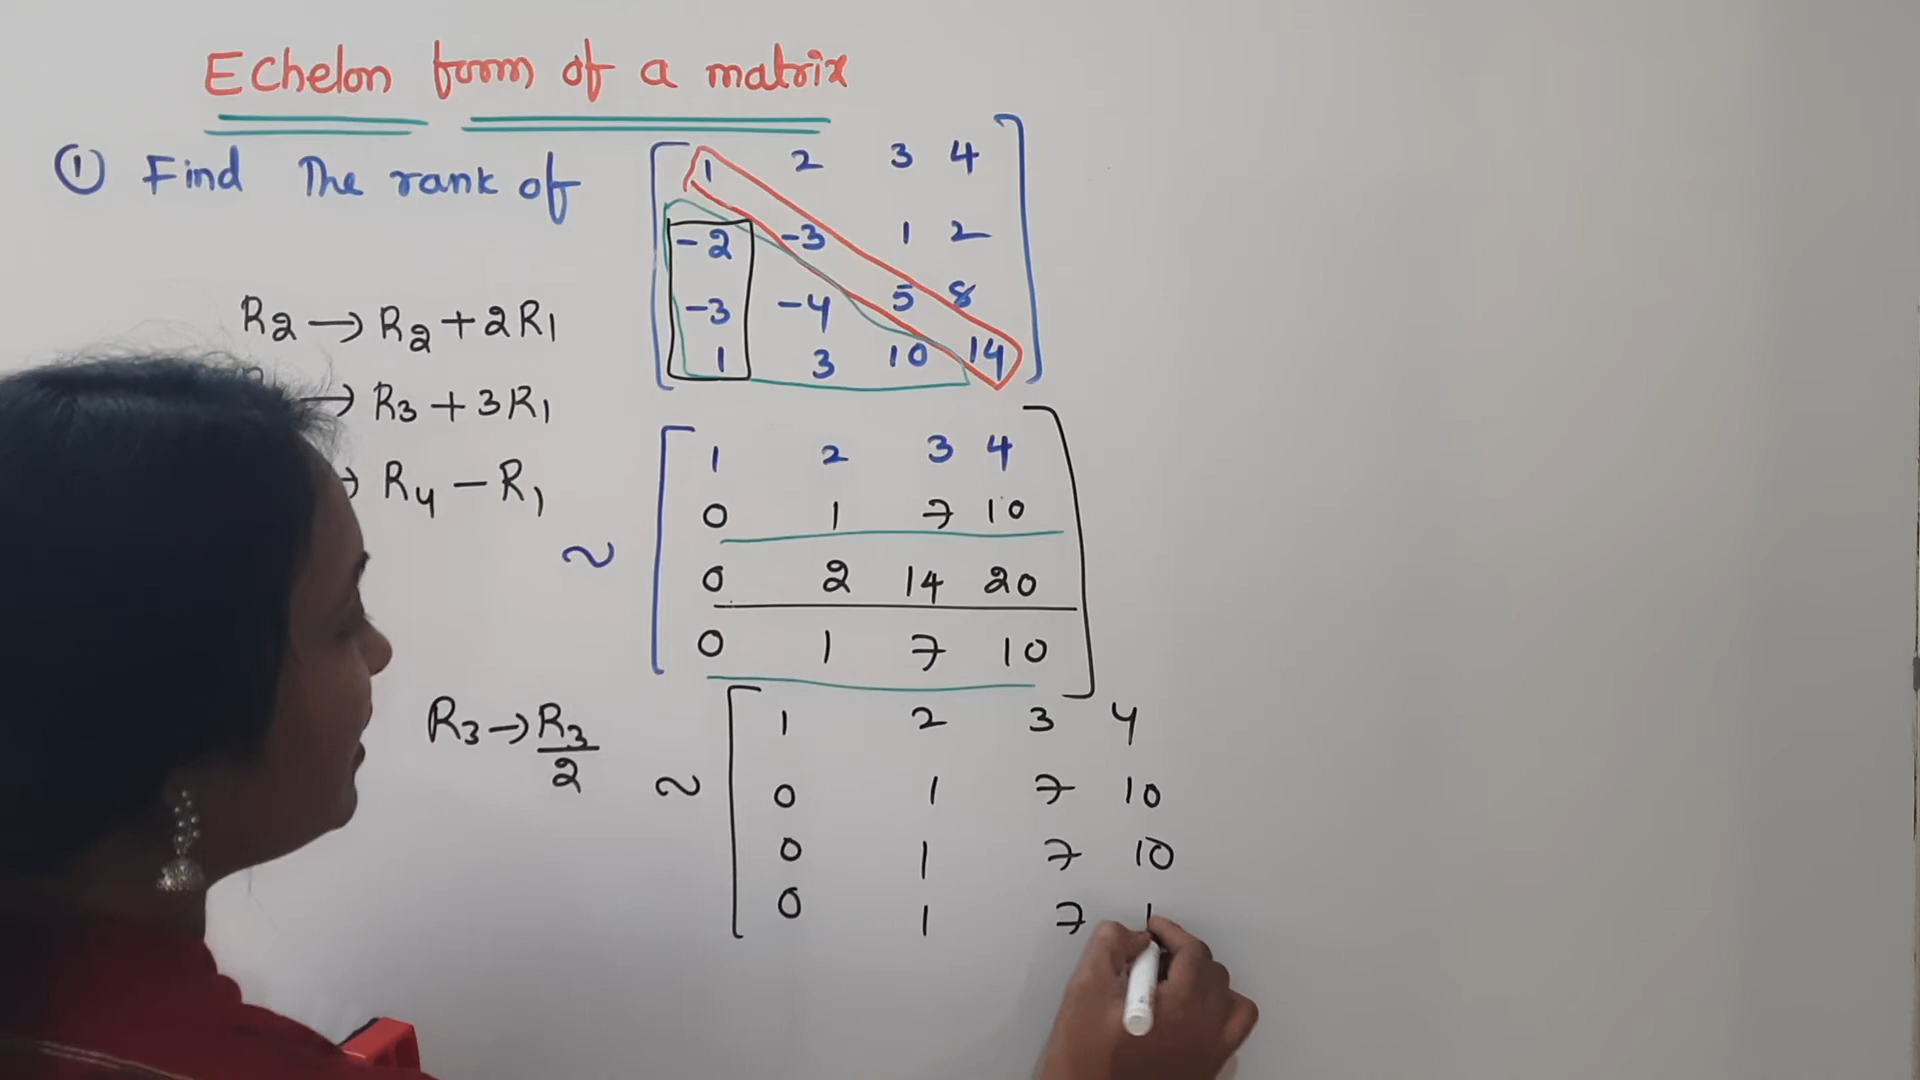 Echelon form of a matrix
① Find The rank of
1 2 3 4
-2 -3 1 2
-3 -4 5 8
1 3 10 14
R2 → R2 + 2R1
→ R3 + 3R1
→ R4 - R1
1 2 3 4
0 1 7 10
~
0 2 14 20
0 1 7 10
R3 → R3/2
~
1 2 3 4
0 1 7 10
0 1 7 10
0 1 7 1